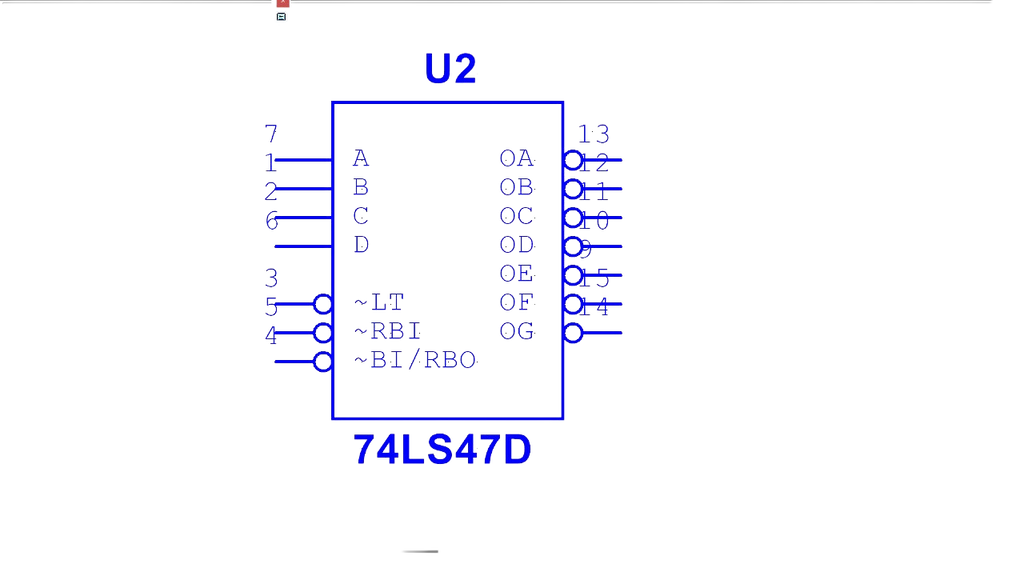 U2
7 13
1 A OA 12
2 B OB 11
6 C OC 10
D OD 9
3 OE 15
5 ~LT OF 14
4 ~RBI OG
~BI/RBO
74LS47D